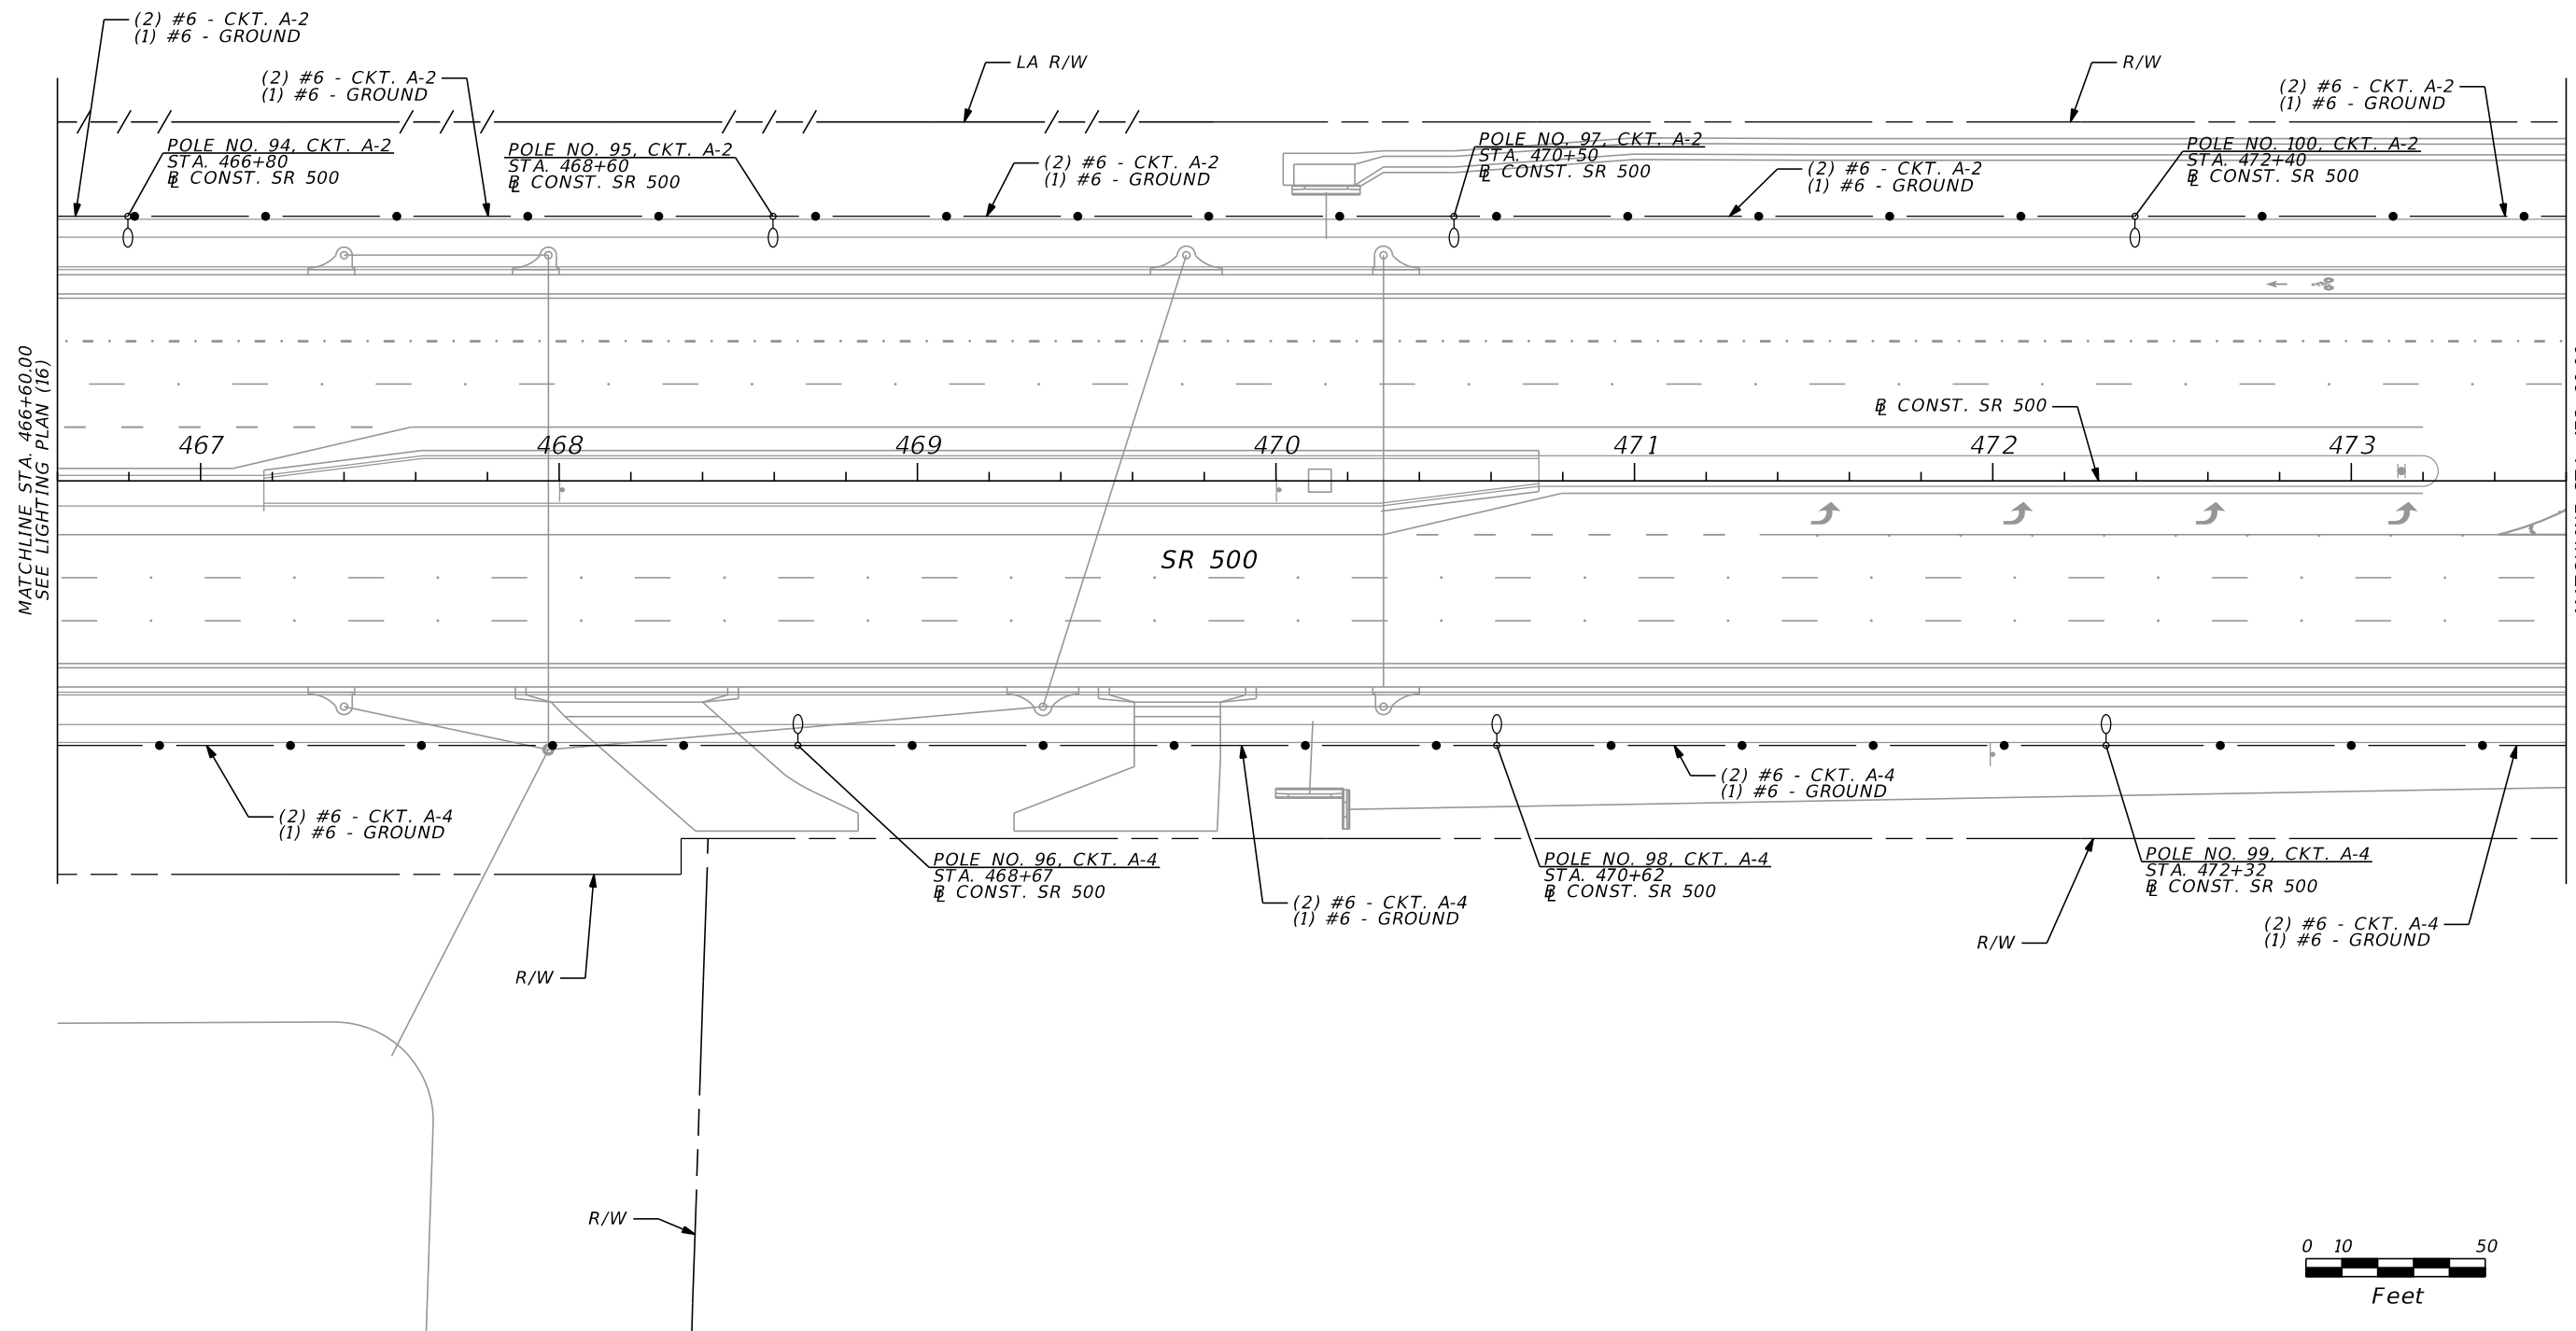 (2) #6 - CKT. A-2
(1) #6 - GROUND
(2) #6 - CKT. A-2
(1) #6 - GROUND
LA R/W
R/W
(2) #6 - CKT. A-2
(1) #6 - GROUND
POLE NO. 94, CKT. A-2
STA. 466+80
BL CONST. SR 500
POLE NO. 95, CKT. A-2
STA. 468+60
BL CONST. SR 500
(2) #6 - CKT. A-2
(1) #6 - GROUND
POLE NO. 97, CKT. A-2
STA. 470+50
BL CONST. SR 500
(2) #6 - CKT. A-2
(1) #6 - GROUND
POLE NO. 100, CKT. A-2
STA. 472+40
BL CONST. SR 500
MATCHLINE STA. 466+60.00
SEE LIGHTING PLAN (16)
BL CONST. SR 500
467 468 469 470 471 472 473
SR 500
(2) #6 - CKT. A-4
(1) #6 - GROUND
POLE NO. 96, CKT. A-4
STA. 468+67
BL CONST. SR 500
(2) #6 - CKT. A-4
(1) #6 - GROUND
POLE NO. 98, CKT. A-4
STA. 470+62
BL CONST. SR 500
(2) #6 - CKT. A-4
(1) #6 - GROUND
POLE NO. 99, CKT. A-4
STA. 472+32
BL CONST. SR 500
(2) #6 - CKT. A-4
(1) #6 - GROUND
R/W
R/W
R/W
0 10 50
Feet